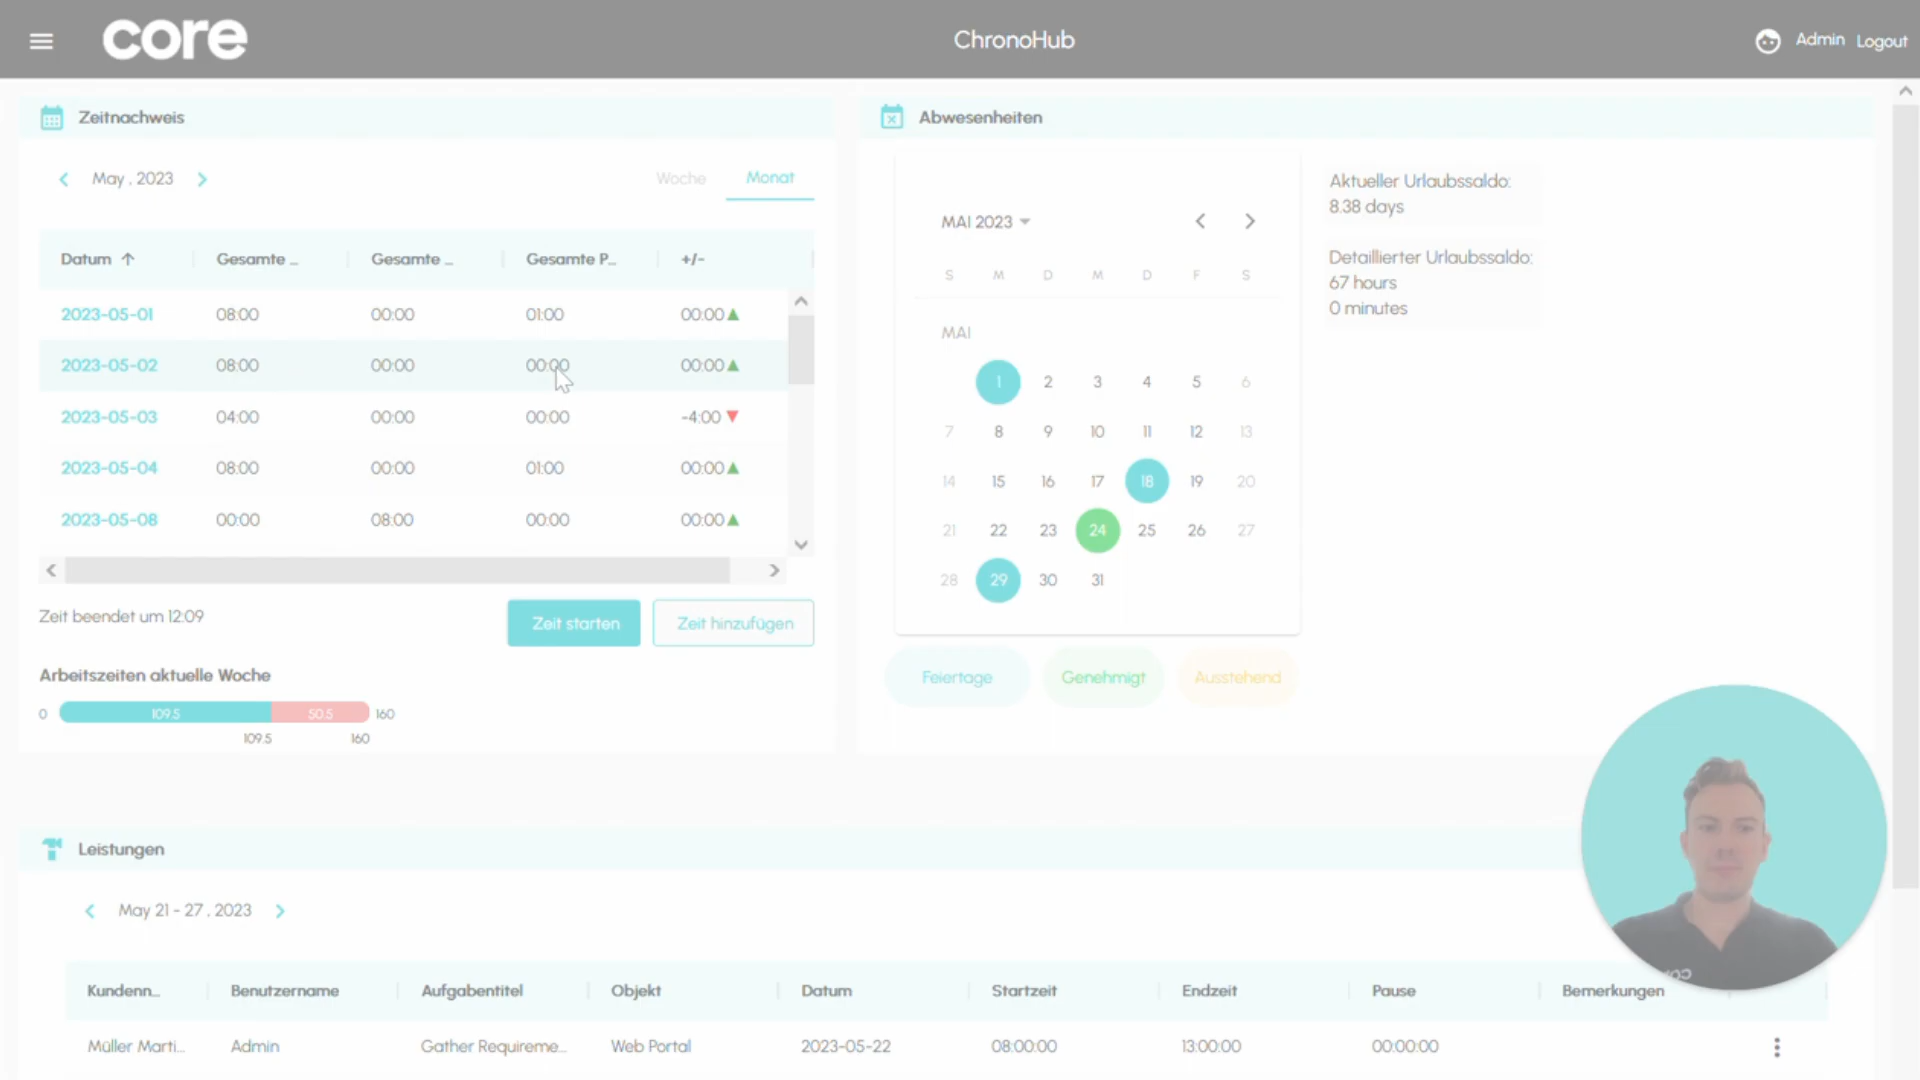 core
ChronoHub
Admin Logout
Zeitnachweis
May , 2023
Woche Monat
Datum Gesamte ... Gesamte ... Gesamte P... +/-
2023-05-01 08:00 00:00 01:00 00:00
2023-05-02 08:00 00:00 00:00 00:00
2023-05-03 04:00 00:00 00:00 -4:00
2023-05-04 08:00 00:00 01:00 00:00
2023-05-08 00:00 08:00 00:00 00:00
Zeit beendet um 12:09
Zeit starten
Zeit hinzufügen
Arbeitszeiten aktuelle Woche
0 109.5 50.5 160
109.5 160
Abwesenheiten
MAI 2023
S M D M D F S
MAI
1 2 3 4 5 6
7 8 9 10 11 12 13
14 15 16 17 18 19 20
21 22 23 24 25 26 27
28 29 30 31
Feiertage Genehmigt Ausstehend
Aktueller Urlaubssaldo:
8.38 days
Detaillierter Urlaubssaldo:
67 hours
0 minutes
Leistungen
May 21 - 27 , 2023
Kundenn... Benutzername Aufgabentitel Objekt Datum Startzeit Endzeit Pause Bemerkungen
Müller Marti... Admin Gather Requireme... Web Portal 2023-05-22 08:00:00 13:00:00 00:00:00